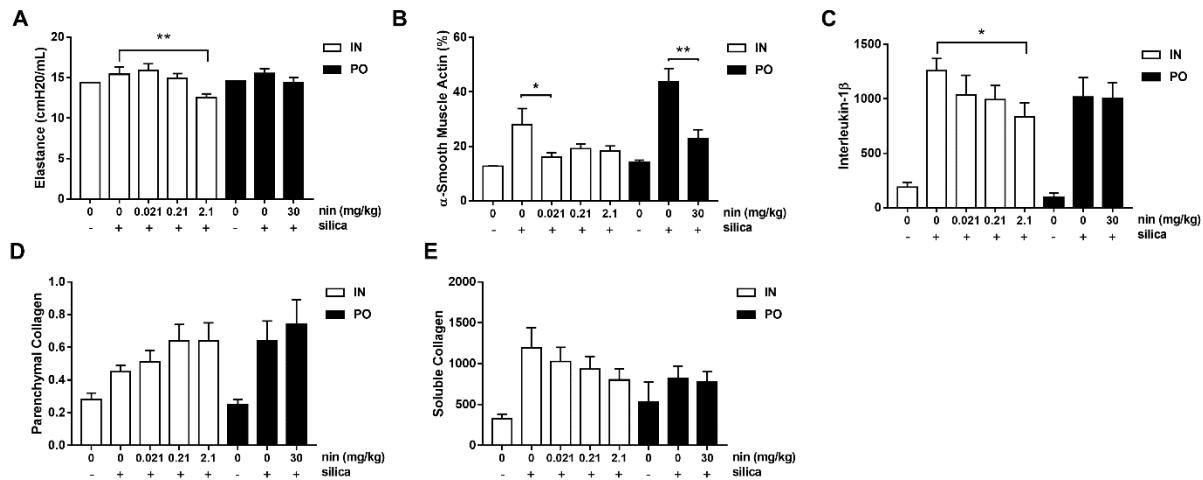 A
Elastance (cmH20/mL)
20
15
10
5
0
**
IN
PO
0 0 0.021 0.21 2.1 0 0 30 nin (mg/kg)
- + + + + - + + silica
B
α-Smooth Muscle Actin (%)
60
40
20
0
*
**
IN
PO
0 0 0.021 0.21 2.1 0 0 30 nin (mg/kg)
- + + + + - + + silica
C
Interleukin-1β
1500
1000
500
0
*
IN
PO
0 0 0.021 0.21 2.1 0 0 30 nin (mg/kg)
- + + + + - + + silica
D
Parenchymal Collagen
1.0
0.8
0.6
0.4
0.2
0.0
IN
PO
0 0 0.021 0.21 2.1 0 0 30 nin (mg/kg)
- + + + + - + + silica
E
Soluble Collagen
2000
1500
1000
500
0
IN
PO
0 0 0.021 0.21 2.1 0 0 30 nin (mg/kg)
- + + + + - + + silica